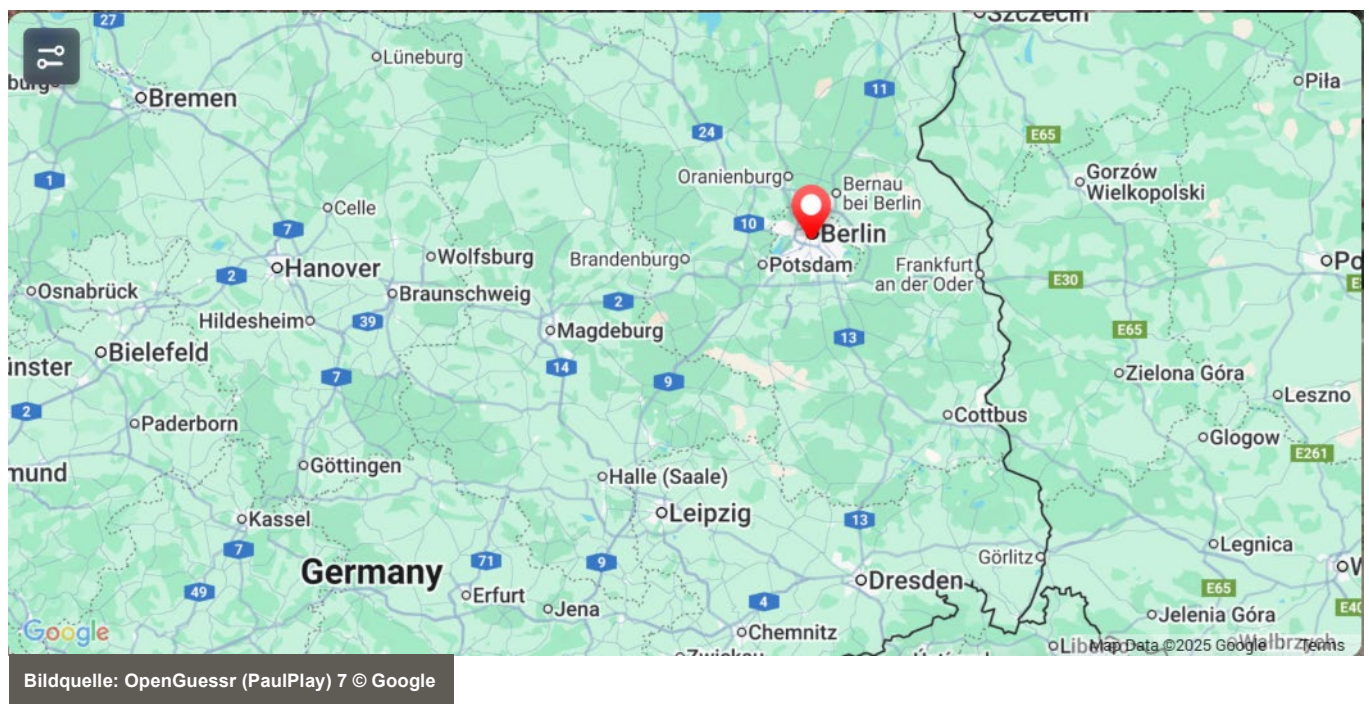 27
Szczecin
Lüneburg
Bremen
Piła
11
24
E65
Oranienburg
Bernau
bei Berlin
Gorzów
Wielkopolski
1
Celle
7
10
Berlin
Hanover
Wolfsburg
Brandenburg
Potsdam
Frankfurt
an der Oder
2
E30
Osnabrück
Braunschweig
2
Hildesheim
39
Magdeburg
E65
13
Bielefeld
14
7
9
Zielona Góra
Leszno
2
Paderborn
Cottbus
Glogow
E261
Göttingen
Halle (Saale)
Leipzig
Kassel
13
7
71
9
Görlitz
Legnica
Germany
49
Erfurt
Jena
4
Dresden
E65
Jelenia Góra
Chemnitz
Google
Map Data ©2025 Google
Terms
Bildquelle: OpenGuessr (PaulPlay) 7 © Google